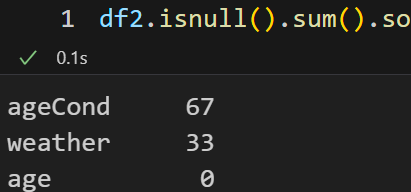 1 df2.isnull().sum().so
0.1s
ageCond 67
weather 33
age 0